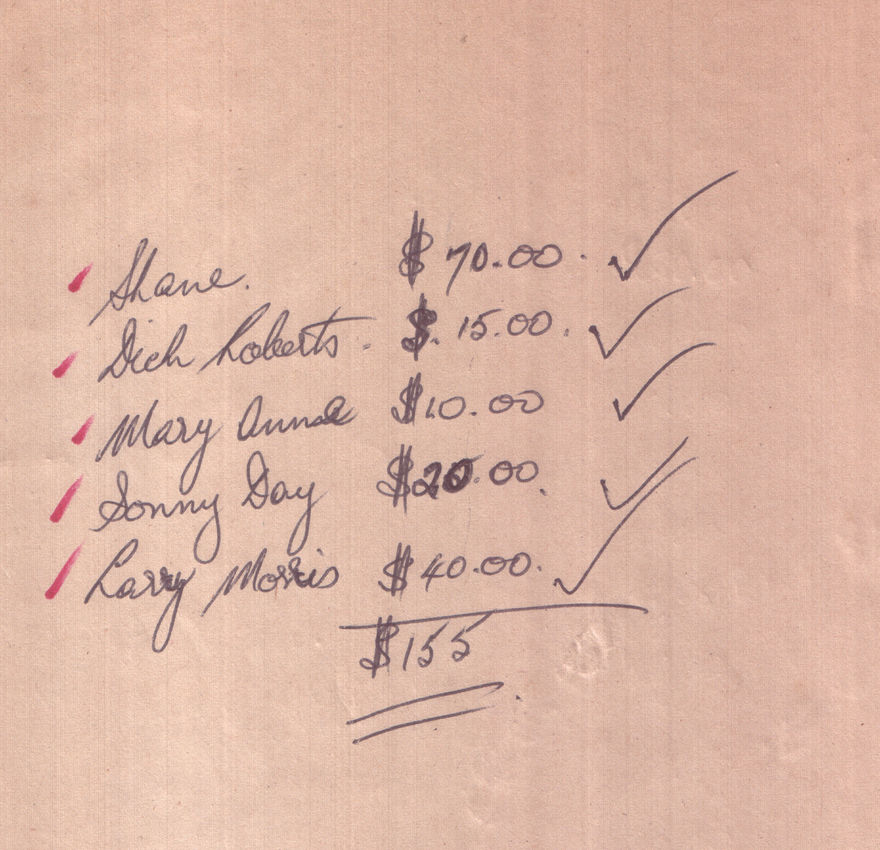 Shane. $ 70.00. ✓
Dick Roberts. $. 15.00. ✓
Mary Anne $10.00 ✓
Sonny Day $20.00. ✓
Larry Morris $40.00. ✓
$155